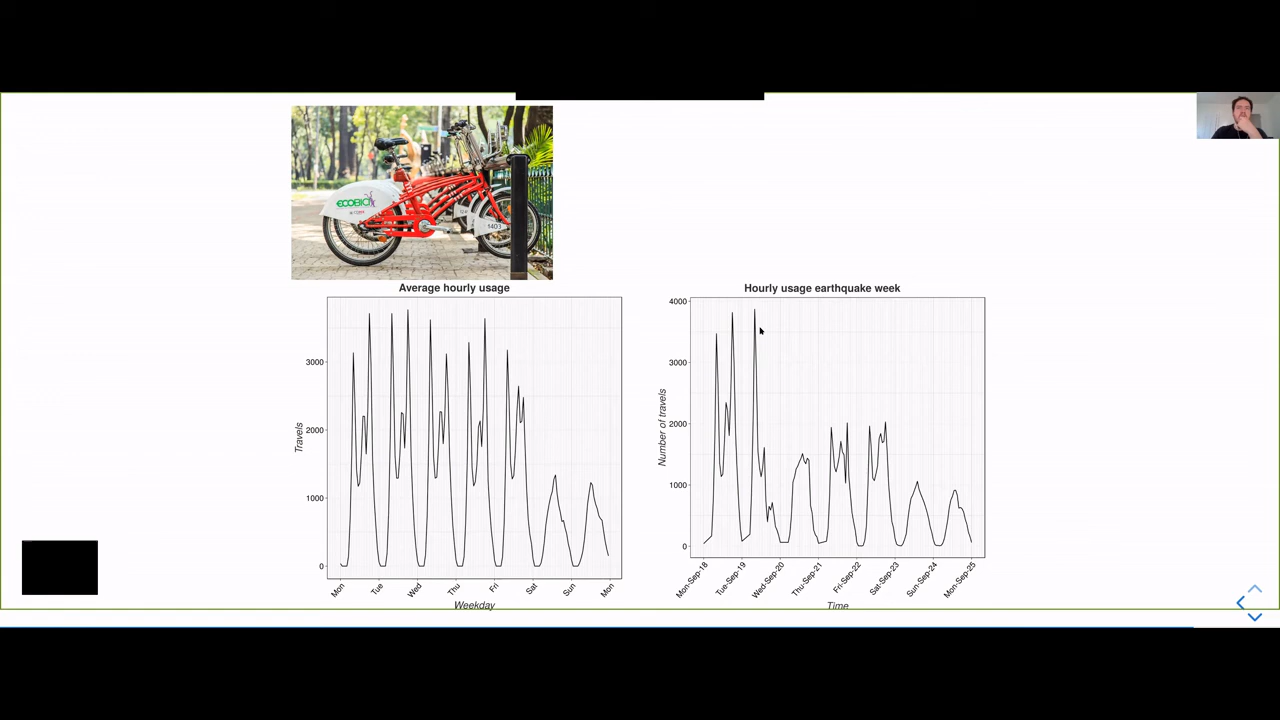 ECOBICI
CDMX
1403
Average hourly usage
Travels
3000
2000
1000
0
Mon
Tue
Wed
Thu
Fri
Sat
Sun
Mon
Weekday
Hourly usage earthquake week
Number of travels
4000
3000
2000
1000
0
Mon-Sep-18
Tue-Sep-19
Wed-Sep-20
Thu-Sep-21
Fri-Sep-22
Sat-Sep-23
Sun-Sep-24
Mon-Sep-25
Time